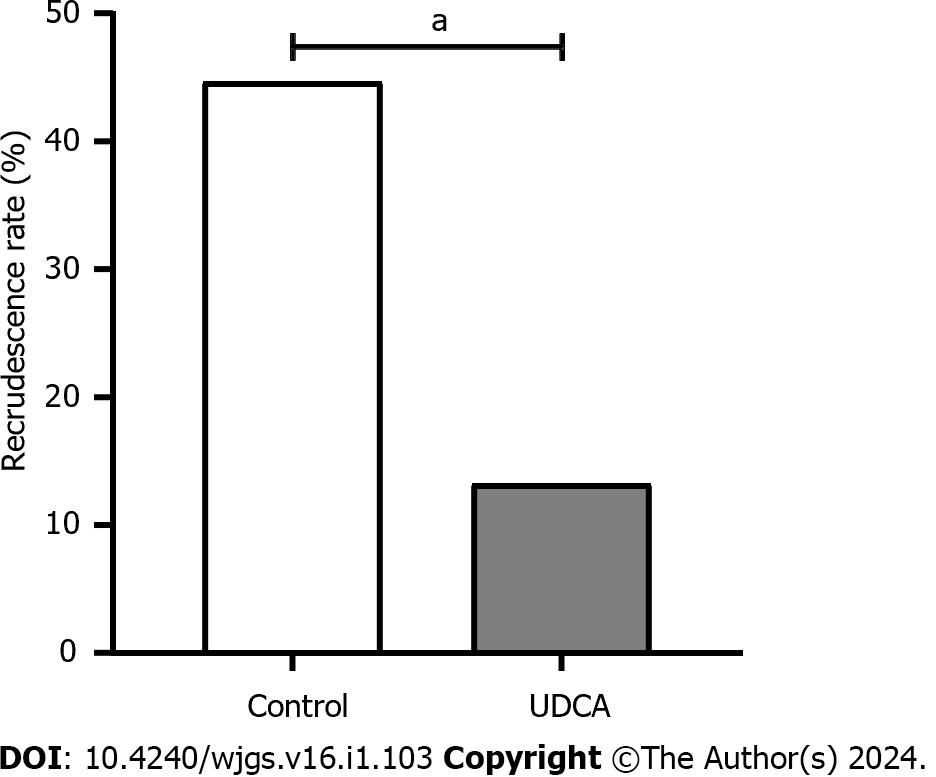 a
50
40
30
20
10
0
Recrudescence rate (%)
Control
UDCA
DOI: 10.4240/wjgs.v16.i1.103 Copyright ©The Author(s) 2024.